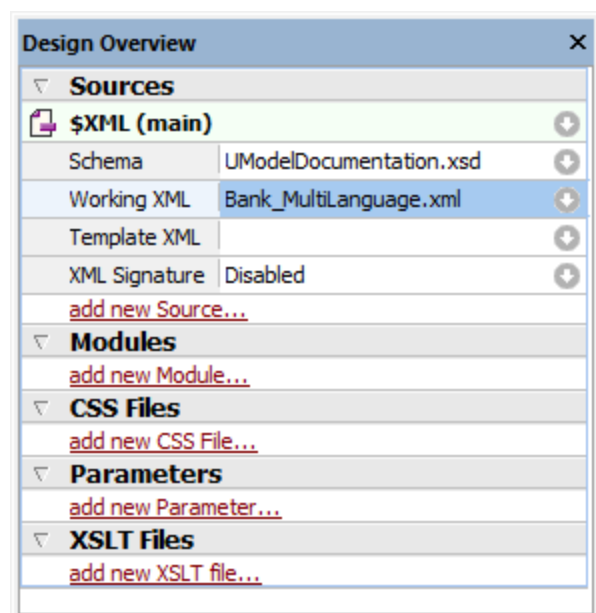 Design Overview
Sources
$XML (main)
Schema UModelDocumentation.xsd
Working XML Bank_MultiLanguage.xml
Template XML
XML Signature Disabled
add new Source...
Modules
add new Module...
CSS Files
add new CSS File...
Parameters
add new Parameter...
XSLT Files
add new XSLT file...